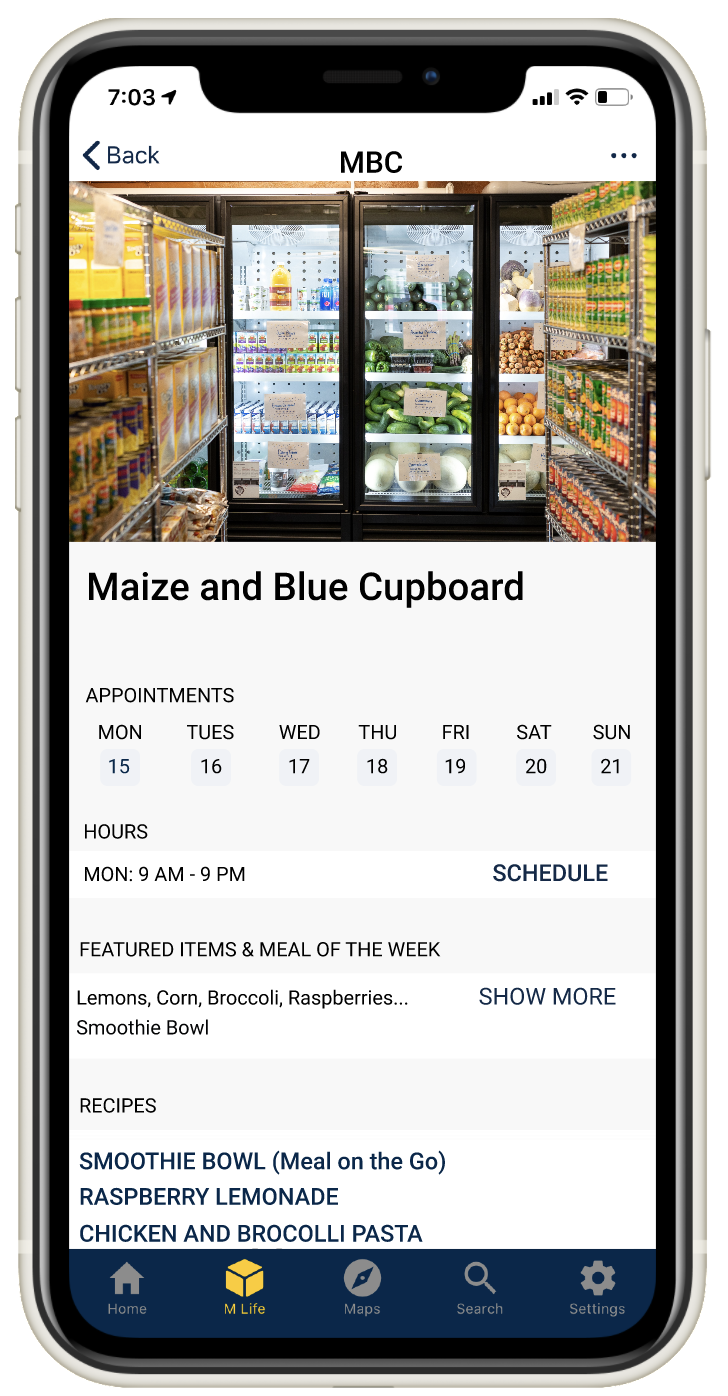 7:03
Back
MBC
Maize and Blue Cupboard
APPOINTMENTS
MON TUES WED THU FRI SAT SUN
15 16 17 18 19 20 21
HOURS
MON: 9 AM - 9 PM SCHEDULE
FEATURED ITEMS & MEAL OF THE WEEK
Lemons, Corn, Broccoli, Raspberries... SHOW MORE
Smoothie Bowl
RECIPES
SMOOTHIE BOWL (Meal on the Go)
RASPBERRY LEMONADE
CHICKEN AND BROCOLLI PASTA
Home M Life Maps Search Settings